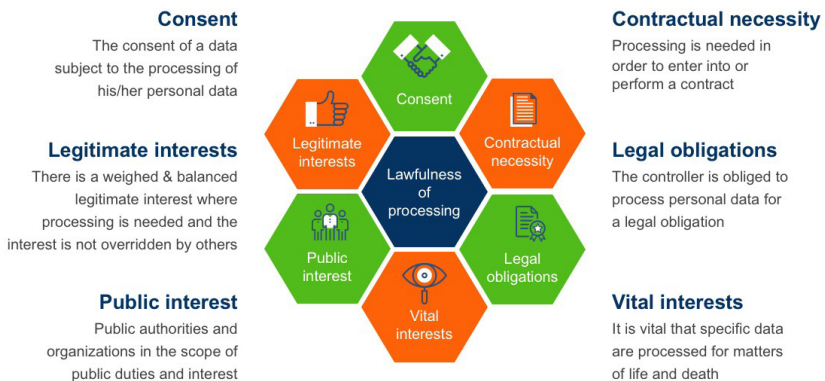 Consent
The consent of a data
subject to the processing of
his/her personal data
Legitimate interests
There is a weighed & balanced
legitimate interest where
processing is needed and the
interest is not overridden by others
Public interest
Public authorities and
organizations in the scope of
public duties and interest
Consent
Legitimate
interests
Contractual
necessity
Lawfulness
of
processing
Public
interest
Legal
obligations
Vital
interests
Contractual necessity
Processing is needed in
order to enter into or
perform a contract
Legal obligations
The controller is obliged to
process personal data for
a legal obligation
Vital interests
It is vital that specific data
are processed for matters
of life and death